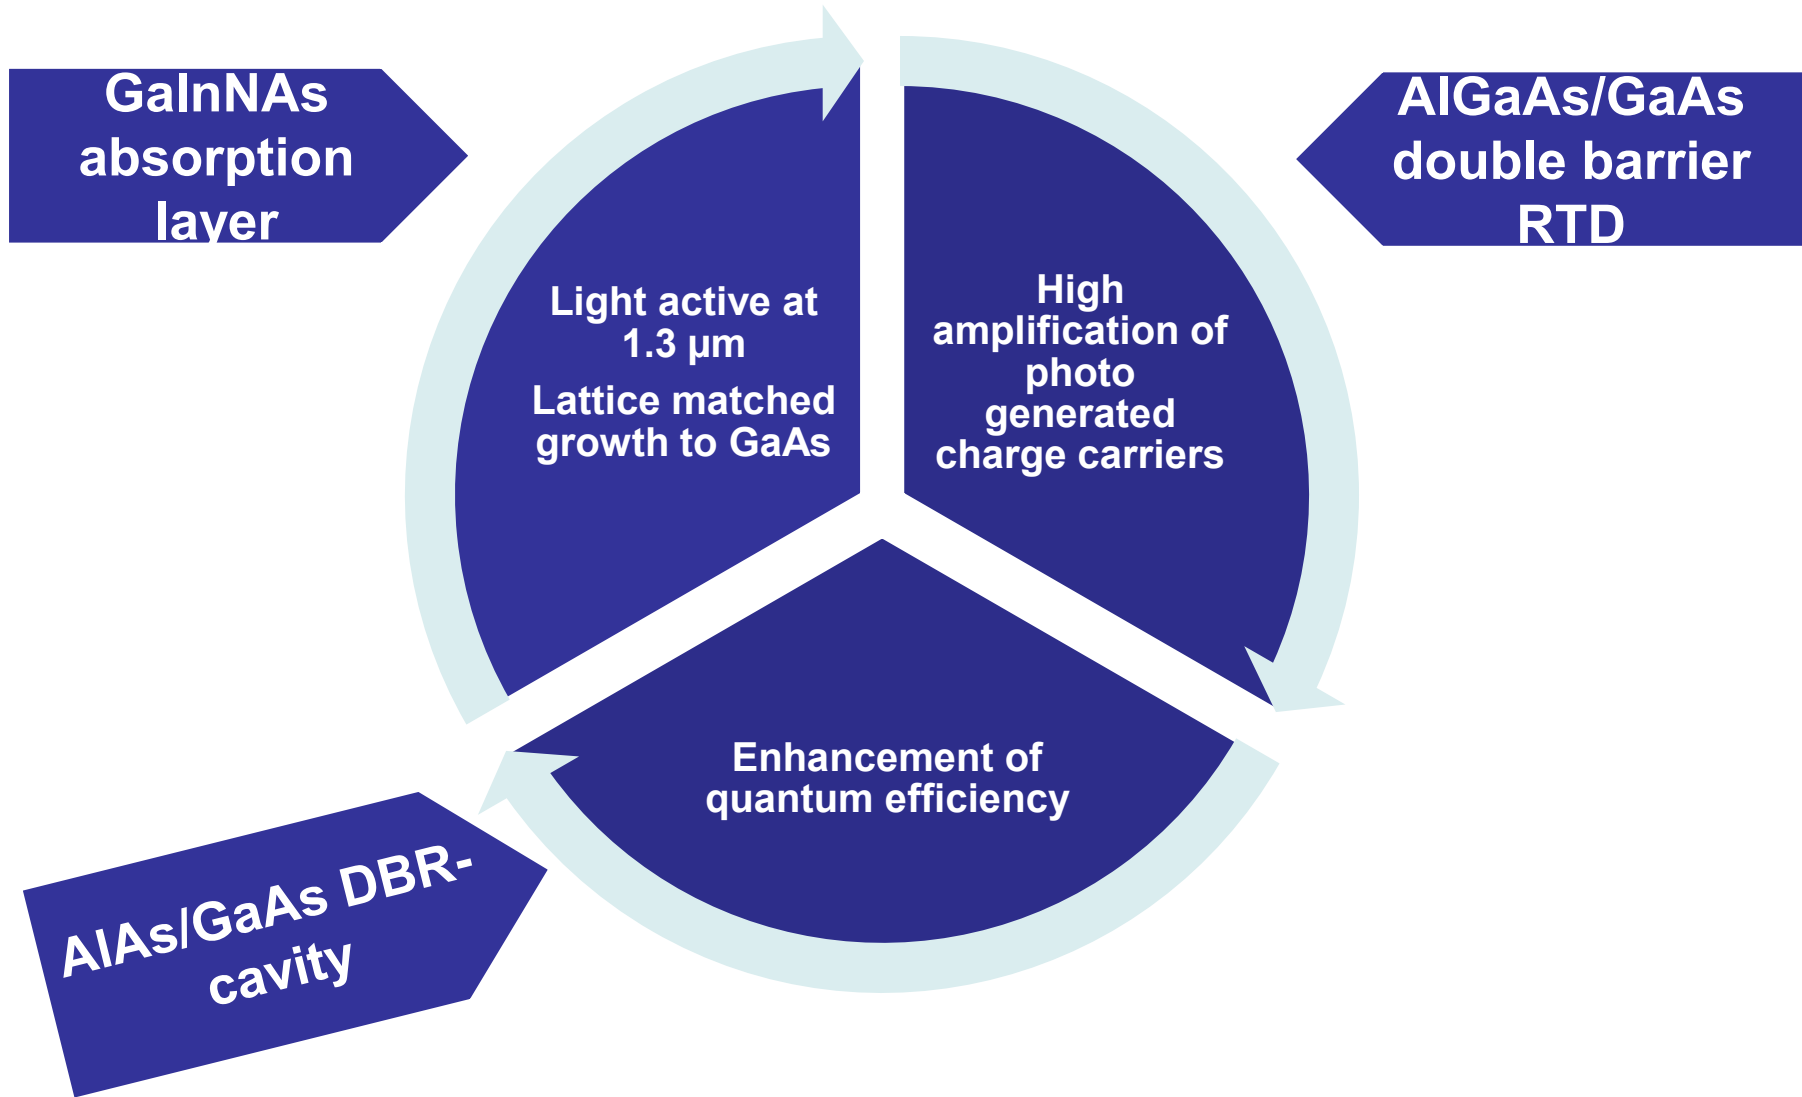 GaInNAs
absorption
layer
AlGaAs/GaAs
double barrier
RTD
Light active at
1.3 µm
Lattice matched
growth to GaAs
High
amplification of
photo
generated
charge carriers
Enhancement of
quantum efficiency
AlAs/GaAs DBR-
cavity